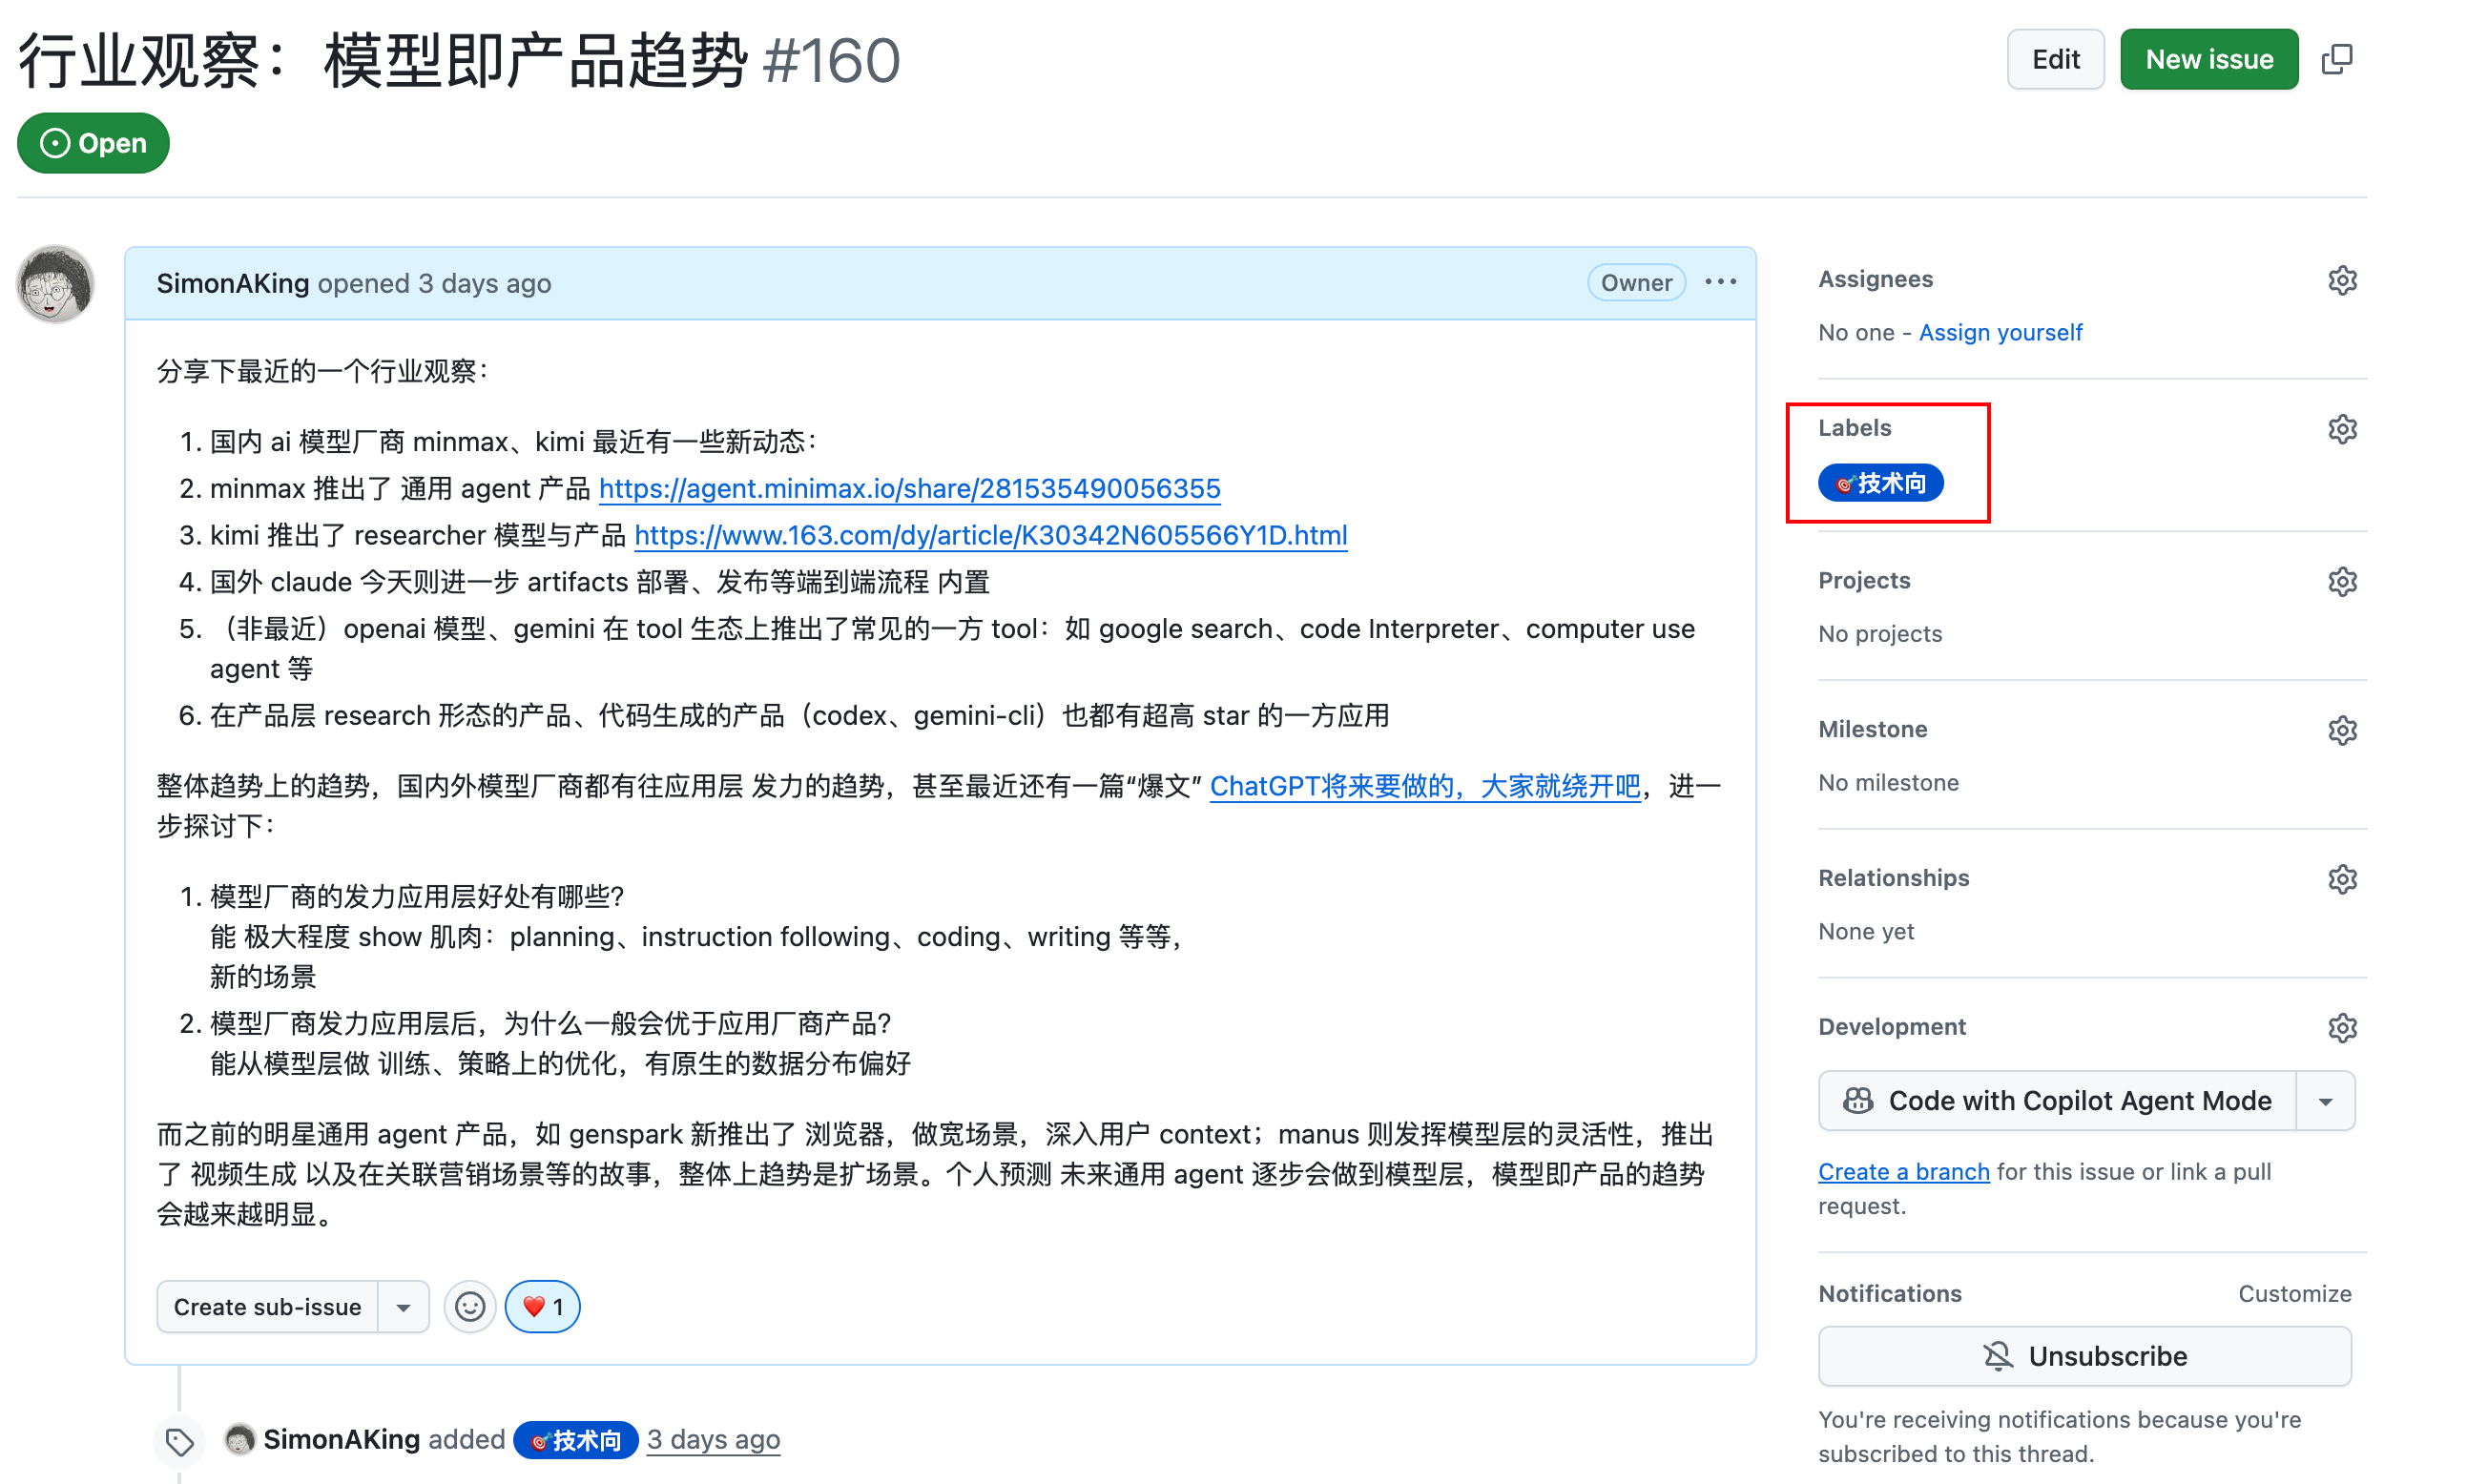 行业观察：模型即产品趋势 #160
Edit
New issue
Open
SimonAKing opened 3 days ago
Owner
分享下最近的一个行业观察：
1. 国内 ai 模型厂商 minmax、kimi 最近有一些新动态：
2. minmax 推出了 通用 agent 产品 https://agent.minimax.io/share/281535490056355
3. kimi 推出了 researcher 模型与产品 https://www.163.com/dy/article/K30342N605566Y1D.html
4. 国外 claude 今天则进一步 artifacts 部署、发布等端到端流程 内置
5. （非最近）openai 模型、gemini 在 tool 生态上推出了常见的一方 tool：如 google search、code Interpreter、computer use
agent 等
6. 在产品层 research 形态的产品、代码生成的产品（codex、gemini-cli）也都有超高 star 的一方应用
整体趋势上的趋势，国内外模型厂商都有往应用层 发力的趋势，甚至最近还有一篇“爆文” ChatGPT将来要做的，大家就绕开吧，进一
步探讨下：
1. 模型厂商的发力应用层好处有哪些？
能 极大程度 show 肌肉：planning、instruction following、coding、writing 等等，
新的场景
2. 模型厂商发力应用层后，为什么一般会优于应用厂商产品？
能从模型层做 训练、策略上的优化，有原生的数据分布偏好
而之前的明星通用 agent 产品，如 genspark 新推出了 浏览器，做宽场景，深入用户 context；manus 则发挥模型层的灵活性，推出
了 视频生成 以及在关联营销场景等的故事，整体上趋势是扩场景。个人预测 未来通用 agent 逐步会做到模型层，模型即产品的趋势
会越来越明显。
Create sub-issue
❤️ 1
SimonAKing added 🎯技术向 3 days ago
Assignees
No one - Assign yourself
Labels
🎯技术向
Projects
No projects
Milestone
No milestone
Relationships
None yet
Development
Code with Copilot Agent Mode
Create a branch for this issue or link a pull
request.
Notifications
Customize
Unsubscribe
You're receiving notifications because you're
subscribed to this thread.